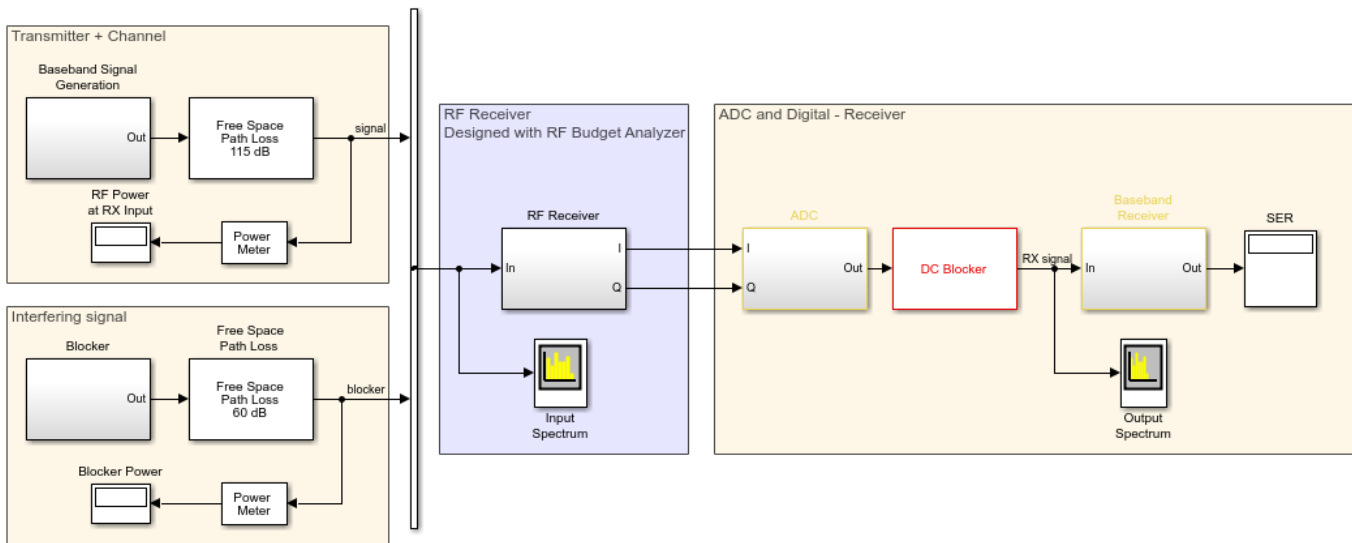 Transmitter + Channel
Baseband Signal
Generation
Out
Free Space
Path Loss
115 dB
signal
RF Power
at RX Input
Power
Meter
Interfering signal
Blocker
Out
Free Space
Path Loss
Free Space
Path Loss
60 dB
blocker
Blocker Power
Power
Meter
RF Receiver
Designed with RF Budget Analyzer
RF Receiver
In
I
Q
Input
Spectrum
ADC and Digital - Receiver
ADC
I
Q
Out
DC Blocker
RX signal
Baseband
Receiver
In
Out
SER
Output
Spectrum